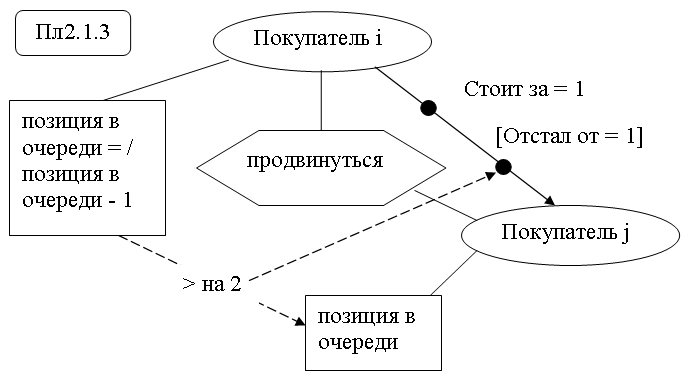 Пл2.1.3
Покупатель i
Стоит за = 1
[Отстал от = 1]
позиция в
очереди = /
позиция в
очереди - 1
продвинуться
Покупатель j
> на 2
позиция в
очереди